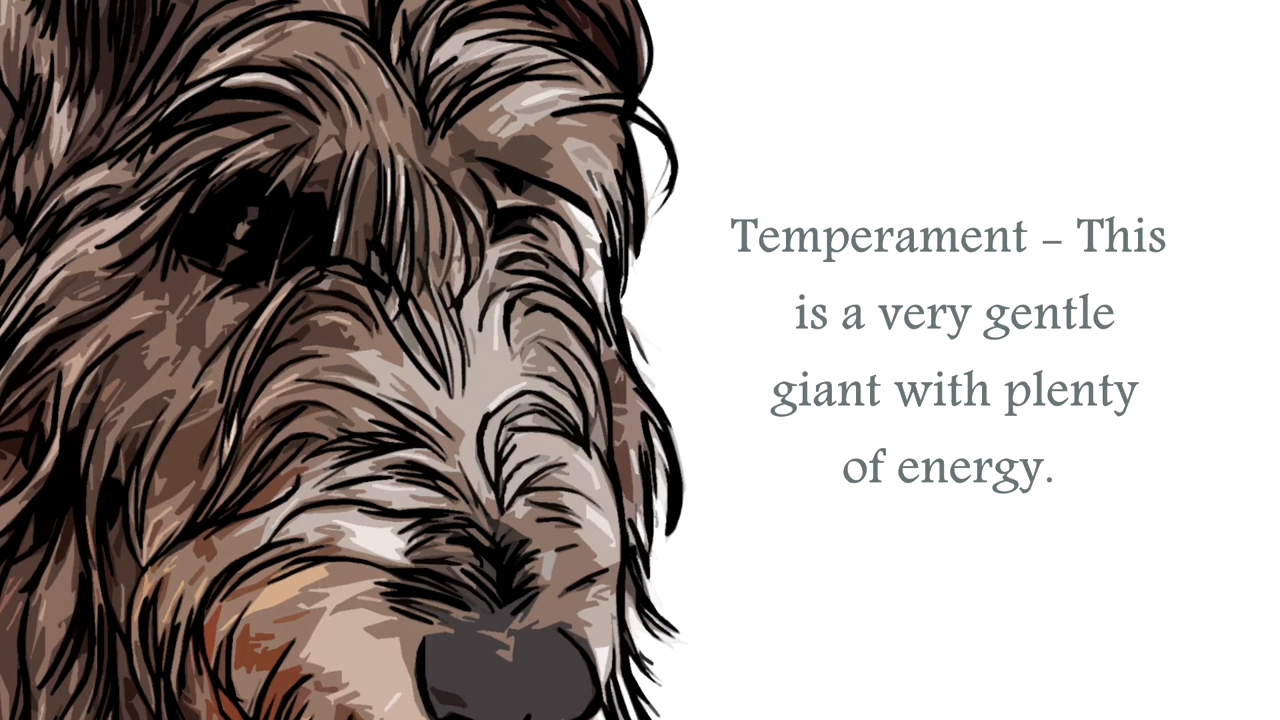 Temperament – This
is a very gentle
giant with plenty
of energy.